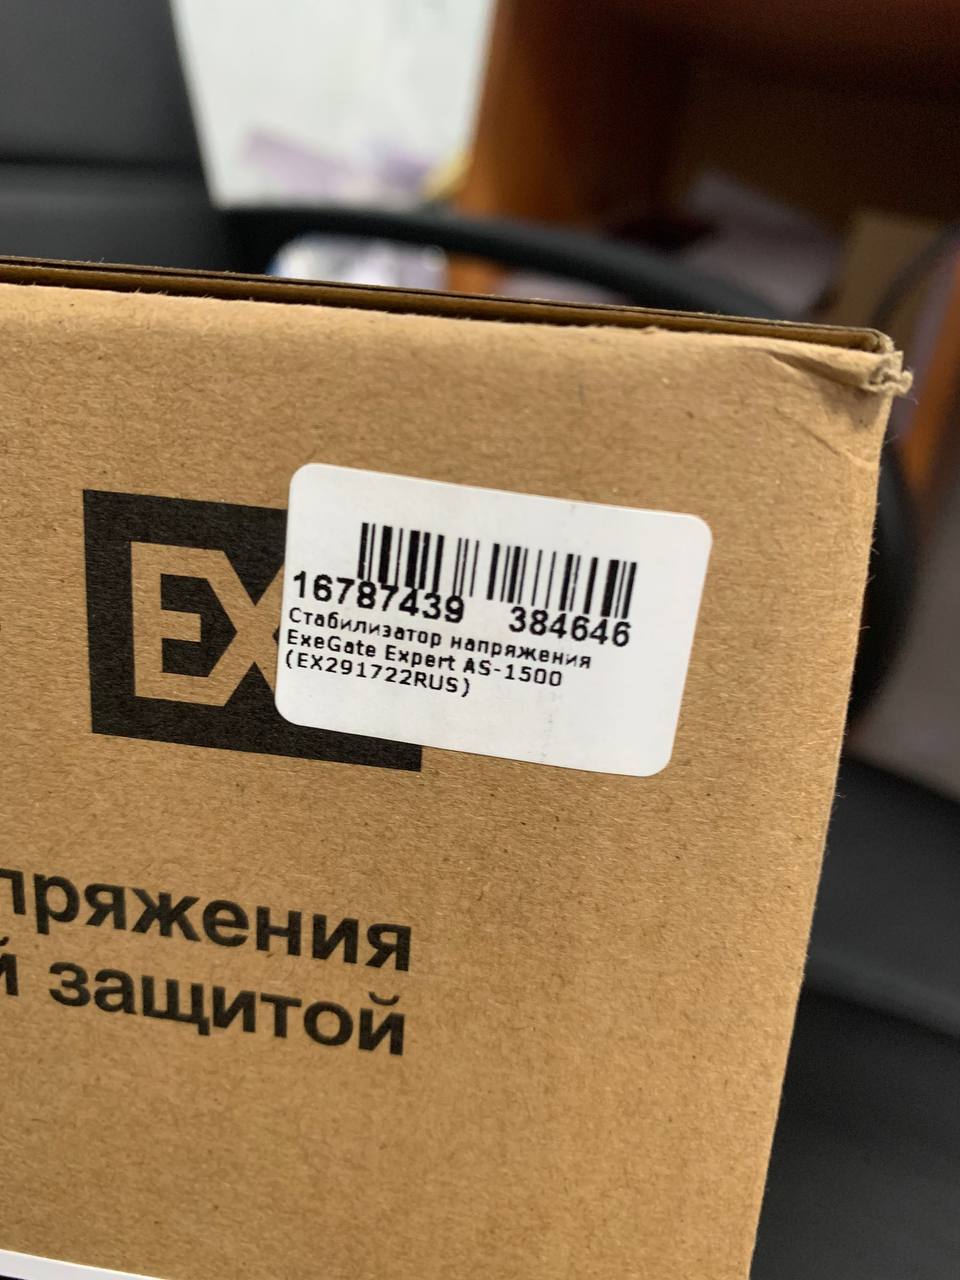 EX
16787439 384646
Стабилизатор напряжения
ExeGate Expert AS-1500
(EX291722RUS)
пряжения
й защитой